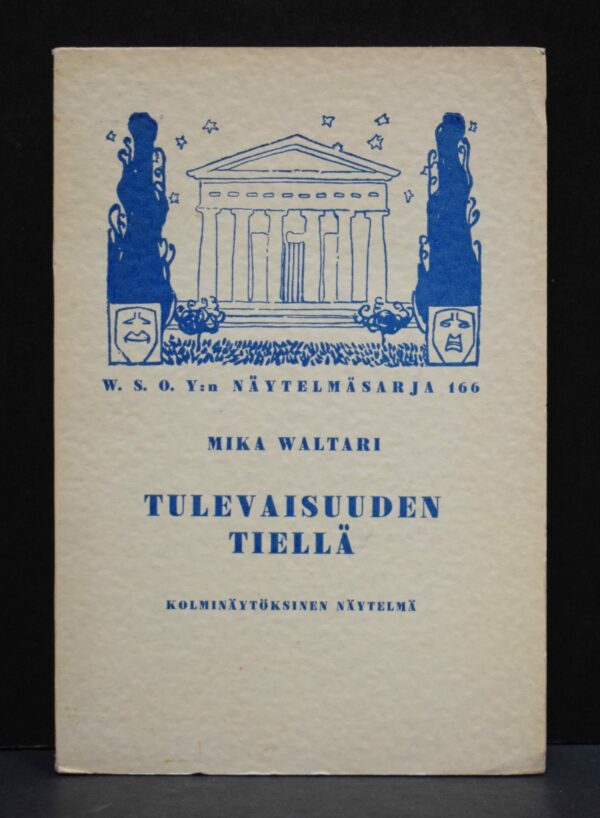 W. S. O. Y:n NÄYTELMÄSARJA 166
MIKA WALTARI
TULEVAISUUDEN
TIELLÄ
KOLMINÄYTÖKSINEN NÄYTELMÄ